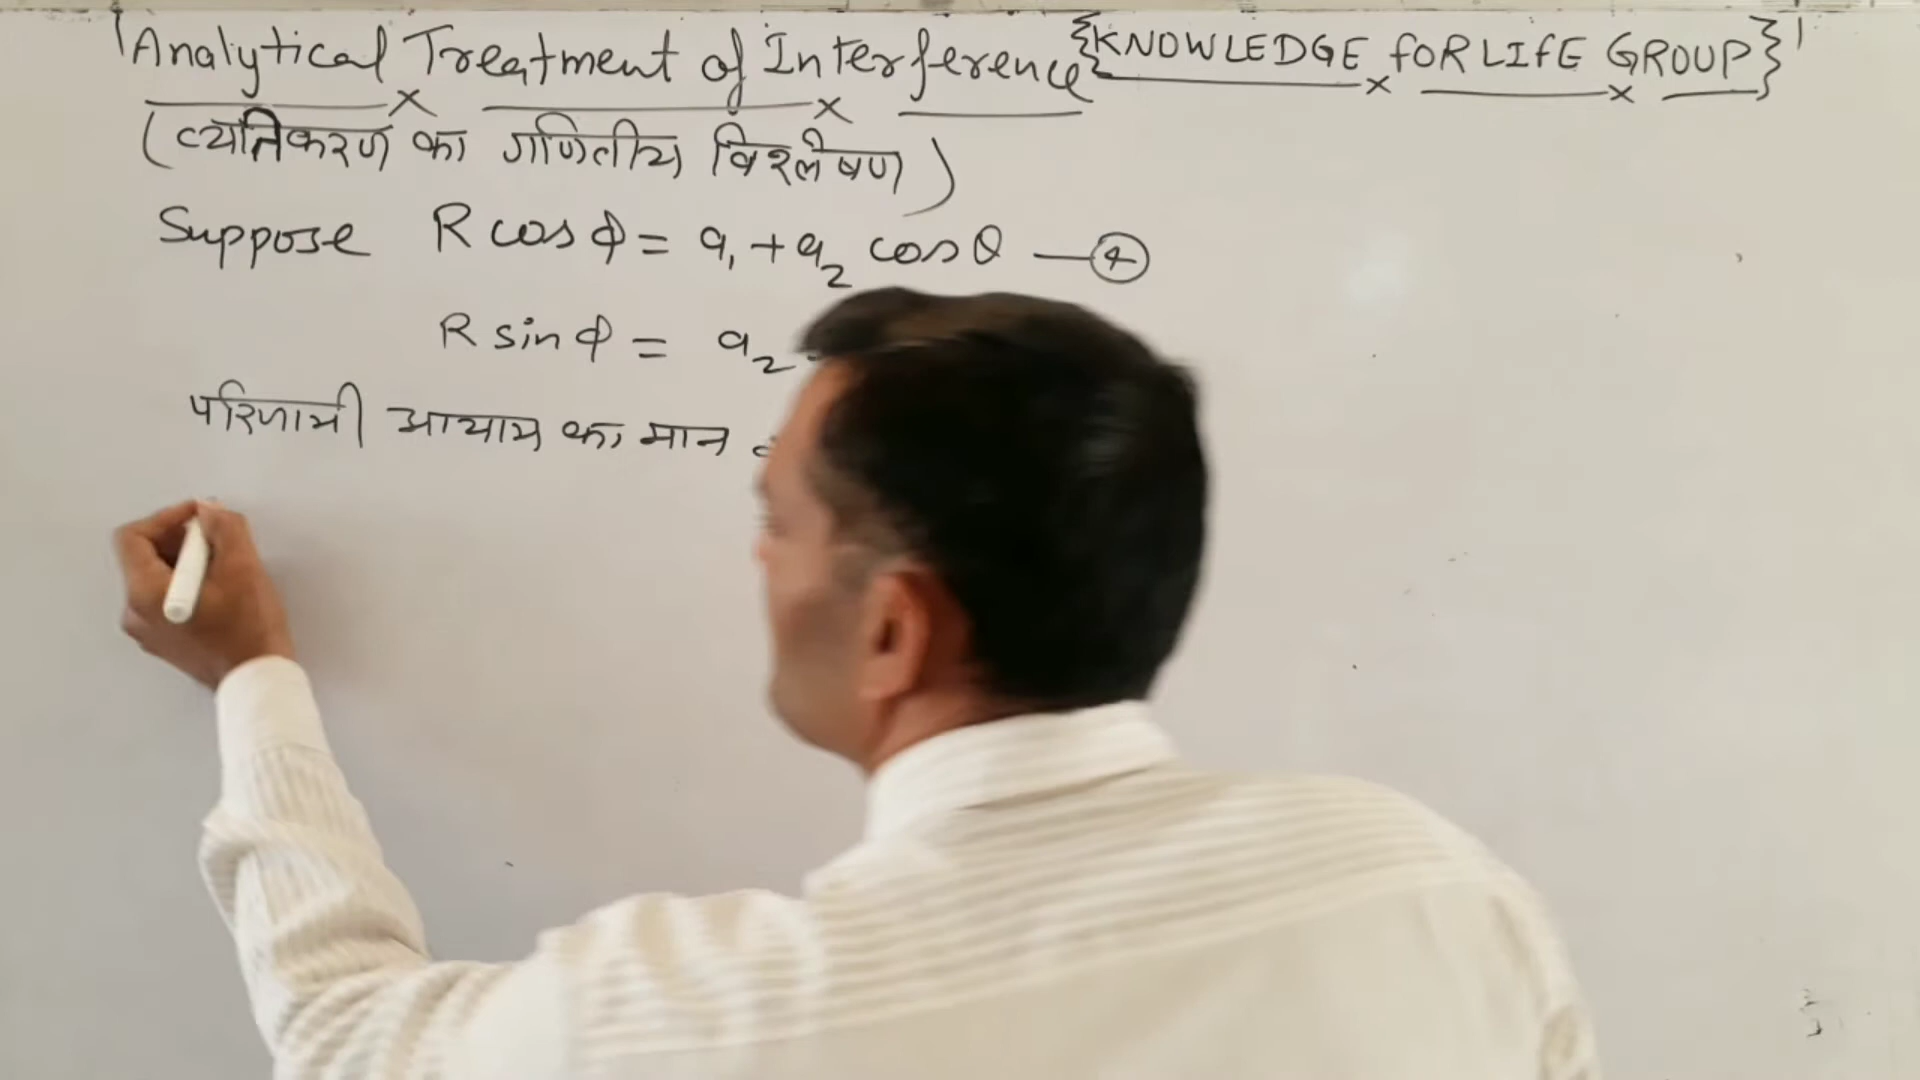 Analytical Treatment of Interference {KNOWLEDGE FOR LIFE GROUP}
(व्यतिकरण का गणितीय विश्लेषण)
Suppose R cos φ = a₁ + a₂ cos θ — ④
R sin φ = a₂
परिणामी आयाम का मान